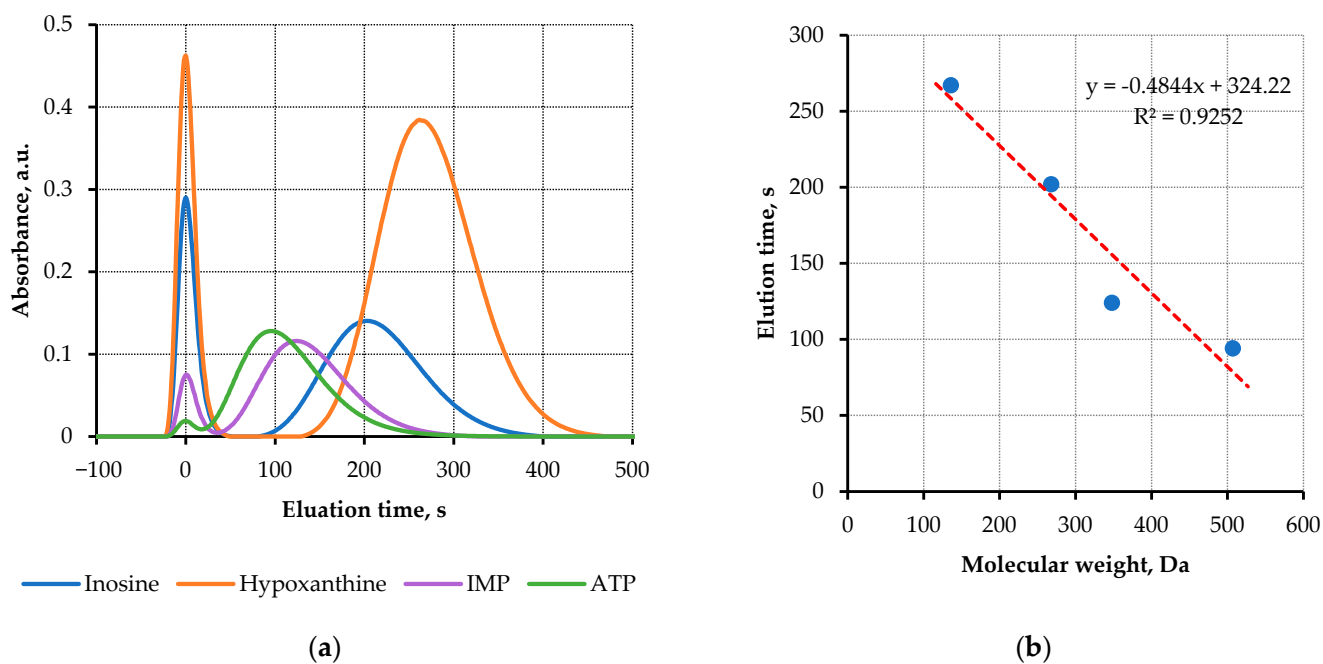 0.5
0.4
0.3
0.2
0.1
0
Absorbance, a.u.
−100 0 100 200 300 400 500
Eluation time, s
Inosine Hypoxanthine IMP ATP
(a)
300
250
200
150
100
50
0
Elution time, s
y = -0.4844x + 324.22
R² = 0.9252
0 100 200 300 400 500 600
Molecular weight, Da
(b)